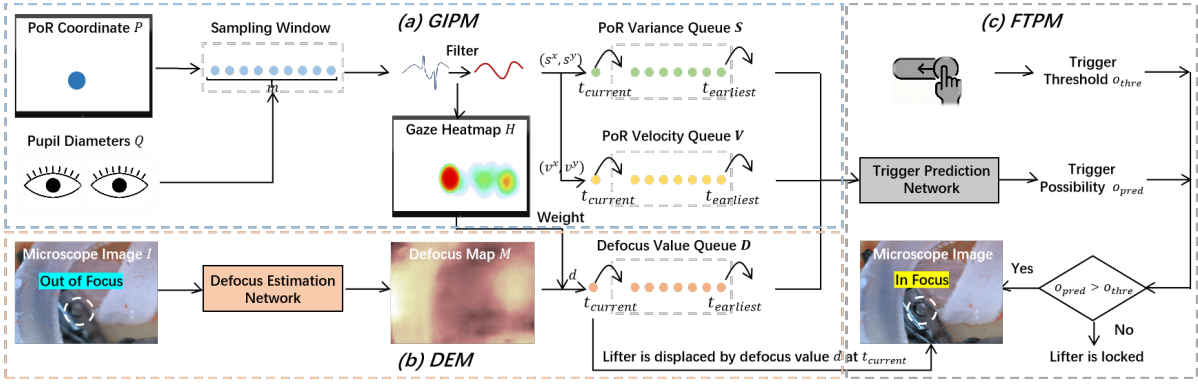 (a) GIPM
PoR Coordinate P
Sampling Window
m
Pupil Diameters Q
Filter
Gaze Heatmap H
Weight
(s^x, s^y)
PoR Variance Queue S
t_current
t_earliest
(v^x, v^y)
PoR Velocity Queue V
t_current
t_earliest
Microscope Image I
Out of Focus
Defocus Estimation
Network
Defocus Map M
d
Defocus Value Queue D
t_current
t_earliest
(b) DEM
Lifter is displaced by defocus value d at t_current
(c) FTPM
Trigger
Threshold o_thre
Trigger Prediction
Network
Trigger
Possibility o_pred
Microscope Image
In Focus
Yes
o_pred > o_thre
No
Lifter is locked